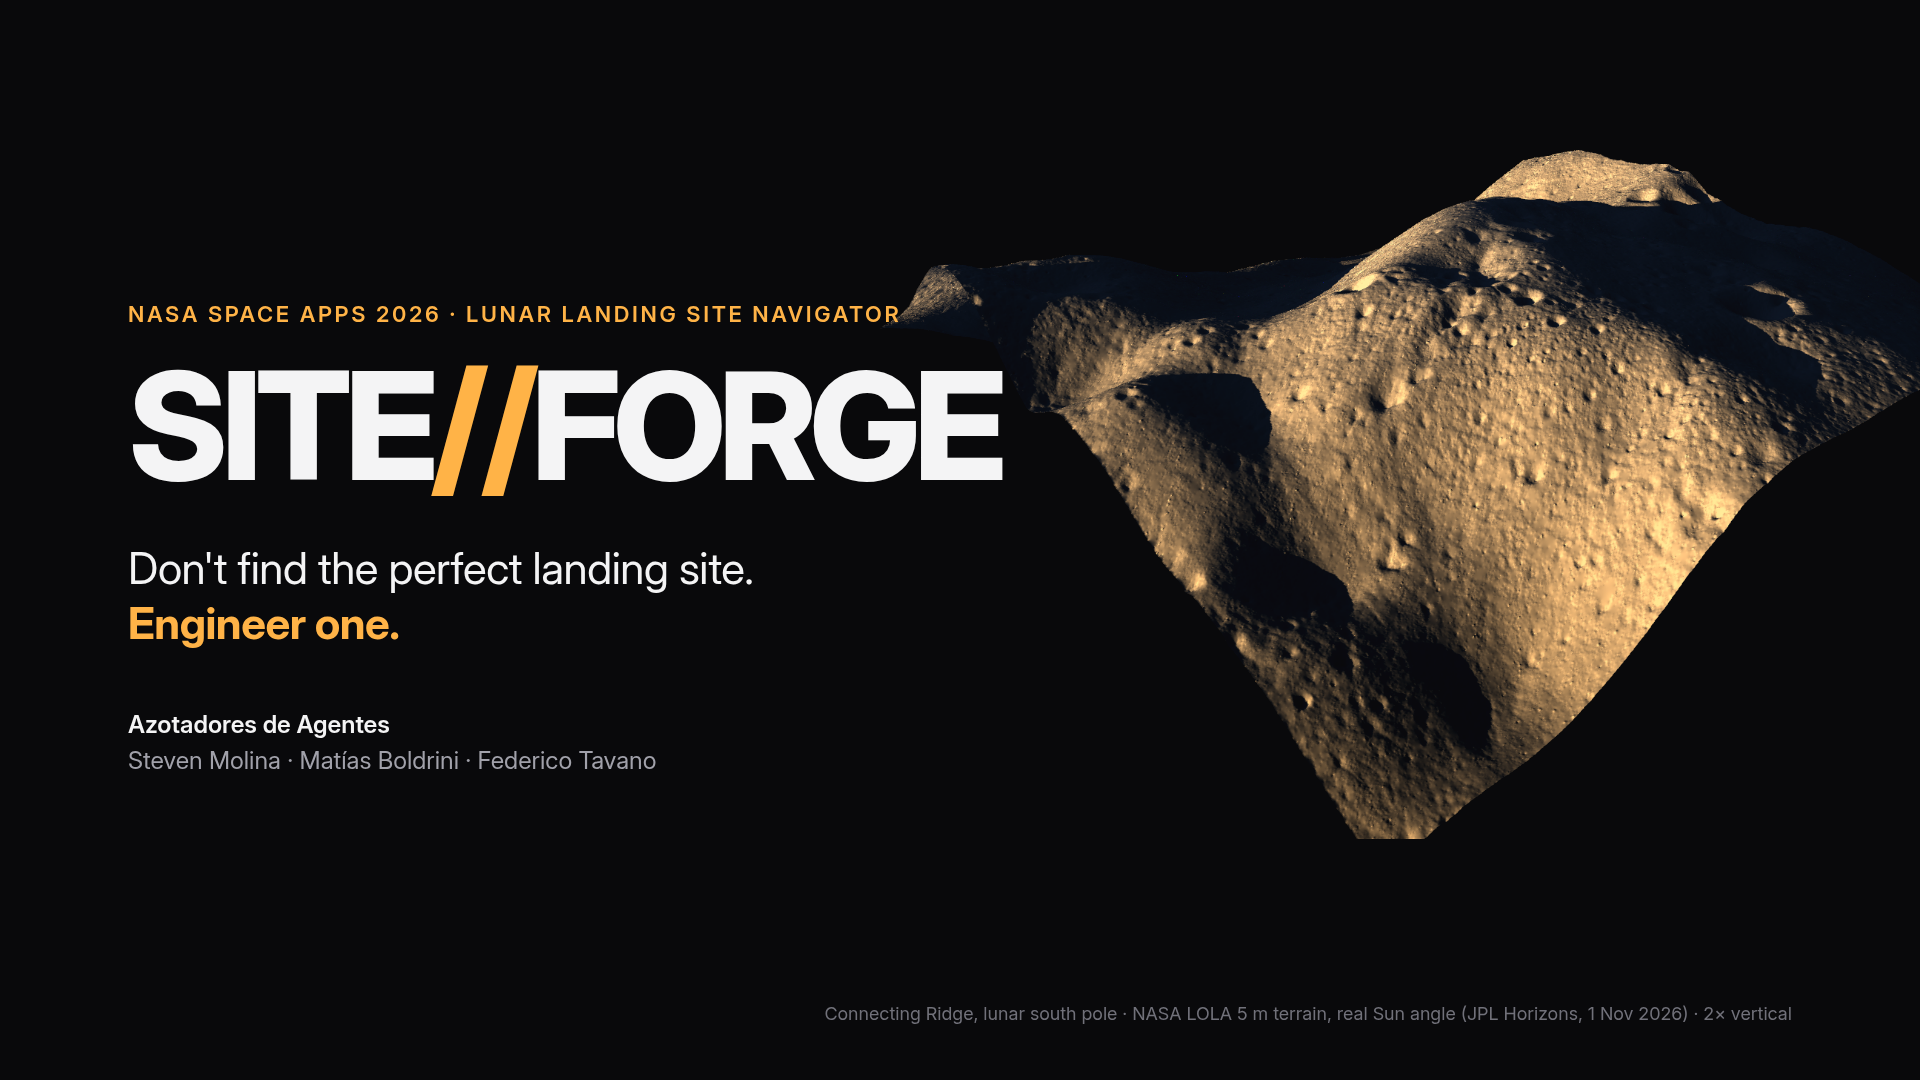 NASA SPACE APPS 2026 · LUNAR LANDING SITE NAVIGATOR
SITE//FORGE
Don't find the perfect landing site.
Engineer one.
Azotadores de Agentes
Steven Molina · Matías Boldrini · Federico Tavano
Connecting Ridge, lunar south pole · NASA LOLA 5 m terrain, real Sun angle (JPL Horizons, 1 Nov 2026) · 2× vertical